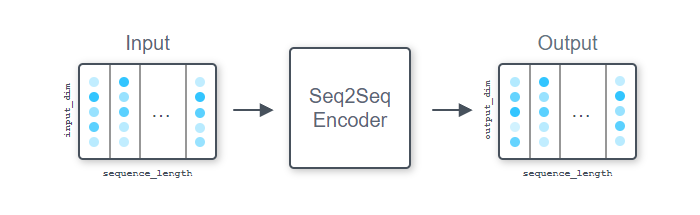 Input
input_dim
...
sequence_length
Seq2Seq
Encoder
Output
output_dim
...
sequence_length